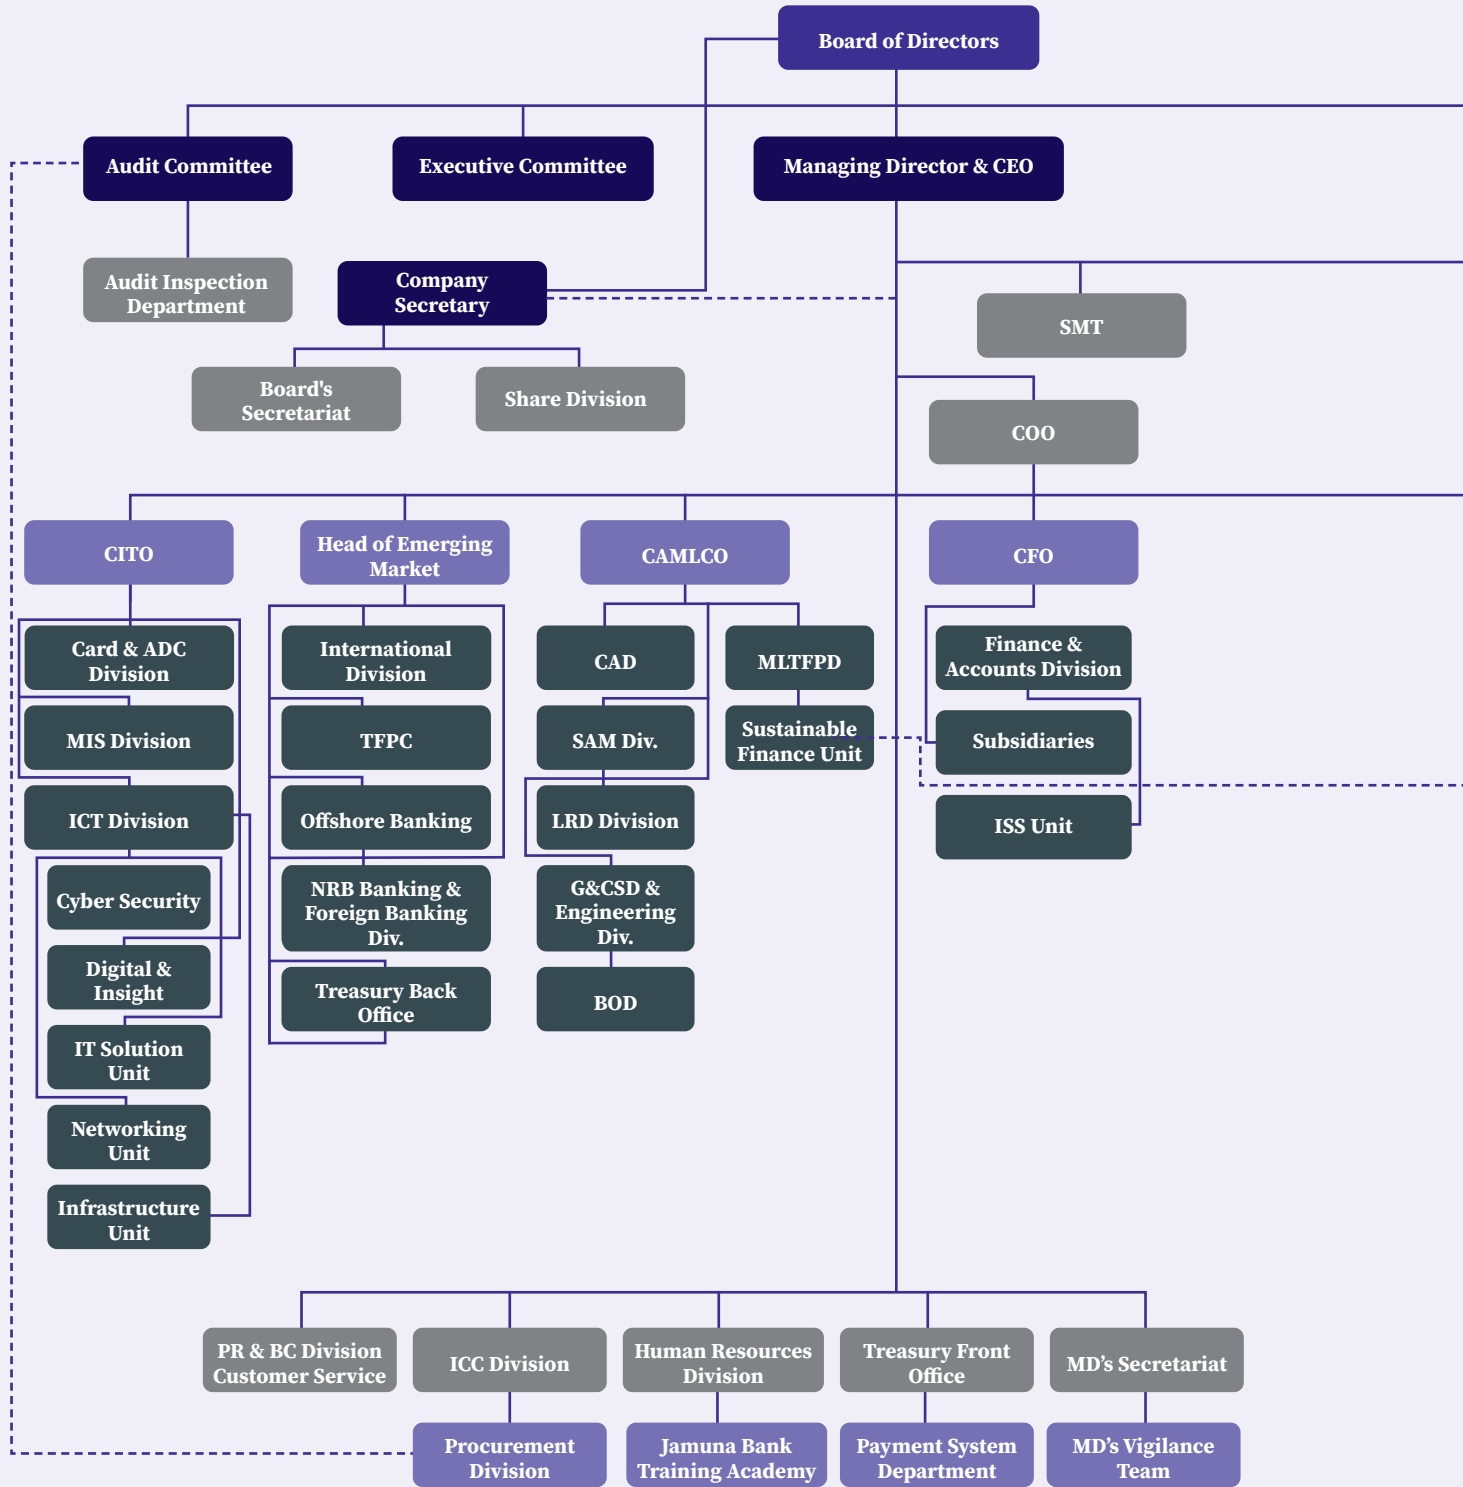 Board of Directors
Audit Committee
Executive Committee
Managing Director & CEO
Audit Inspection
Department
Company
Secretary
SMT
Board's
Secretariat
Share Division
COO
CITO
Head of Emerging
Market
CAMLCO
CFO
Card & ADC
Division
International
Division
CAD
MLTFPD
Finance &
Accounts Division
MIS Division
TFPC
SAM Div.
Sustainable
Finance Unit
Subsidiaries
ICT Division
Offshore Banking
LRD Division
ISS Unit
Cyber Security
NRB Banking &
Foreign Banking
Div.
G&CSD &
Engineering
Div.
Digital &
Insight
Treasury Back
Office
BOD
IT Solution
Unit
Networking
Unit
Infrastructure
Unit
PR & BC Division
Customer Service
ICC Division
Human Resources
Division
Treasury Front
Office
MD’s Secretariat
Procurement
Division
Jamuna Bank
Training Academy
Payment System
Department
MD’s Vigilance
Team